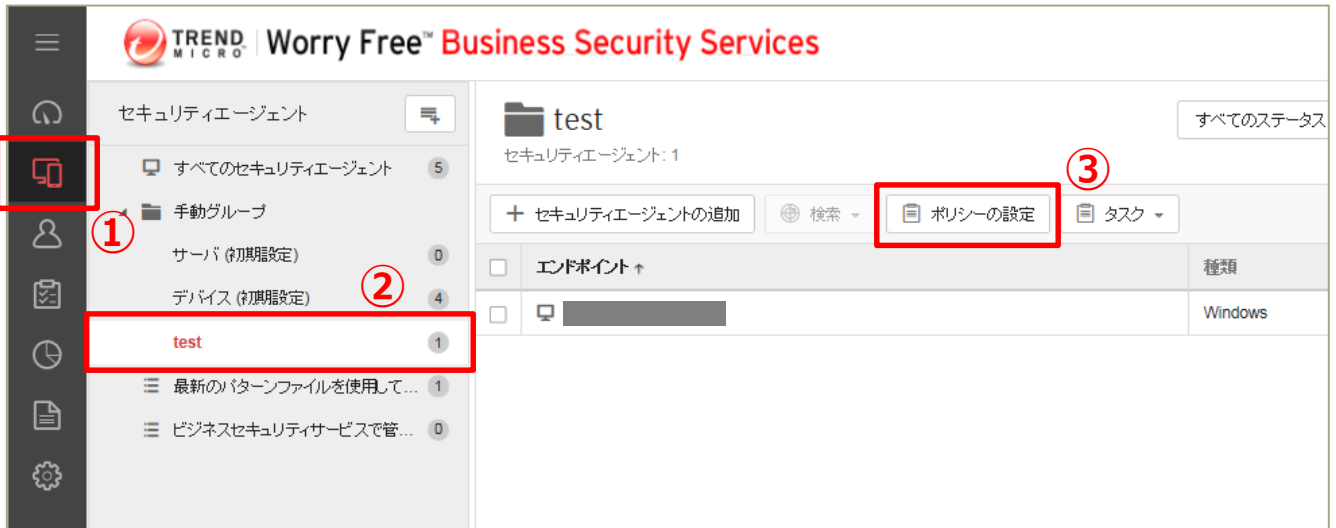 TREND MICRO Worry Free™ Business Security Services
セキュリティエージェント
すべてのセキュリティエージェント 5
① 手動グループ
サーバ (初期設定) 0
デバイス (初期設定) ② 4
test 1
最新のパターンファイルを使用して... 1
ビジネスセキュリティサービスで管... 0
test
すべてのステータス
セキュリティエージェント: 1
③
+ セキュリティエージェントの追加 検索 ポリシーの設定 タスク
エンドポイント ↑ 種類
Windows